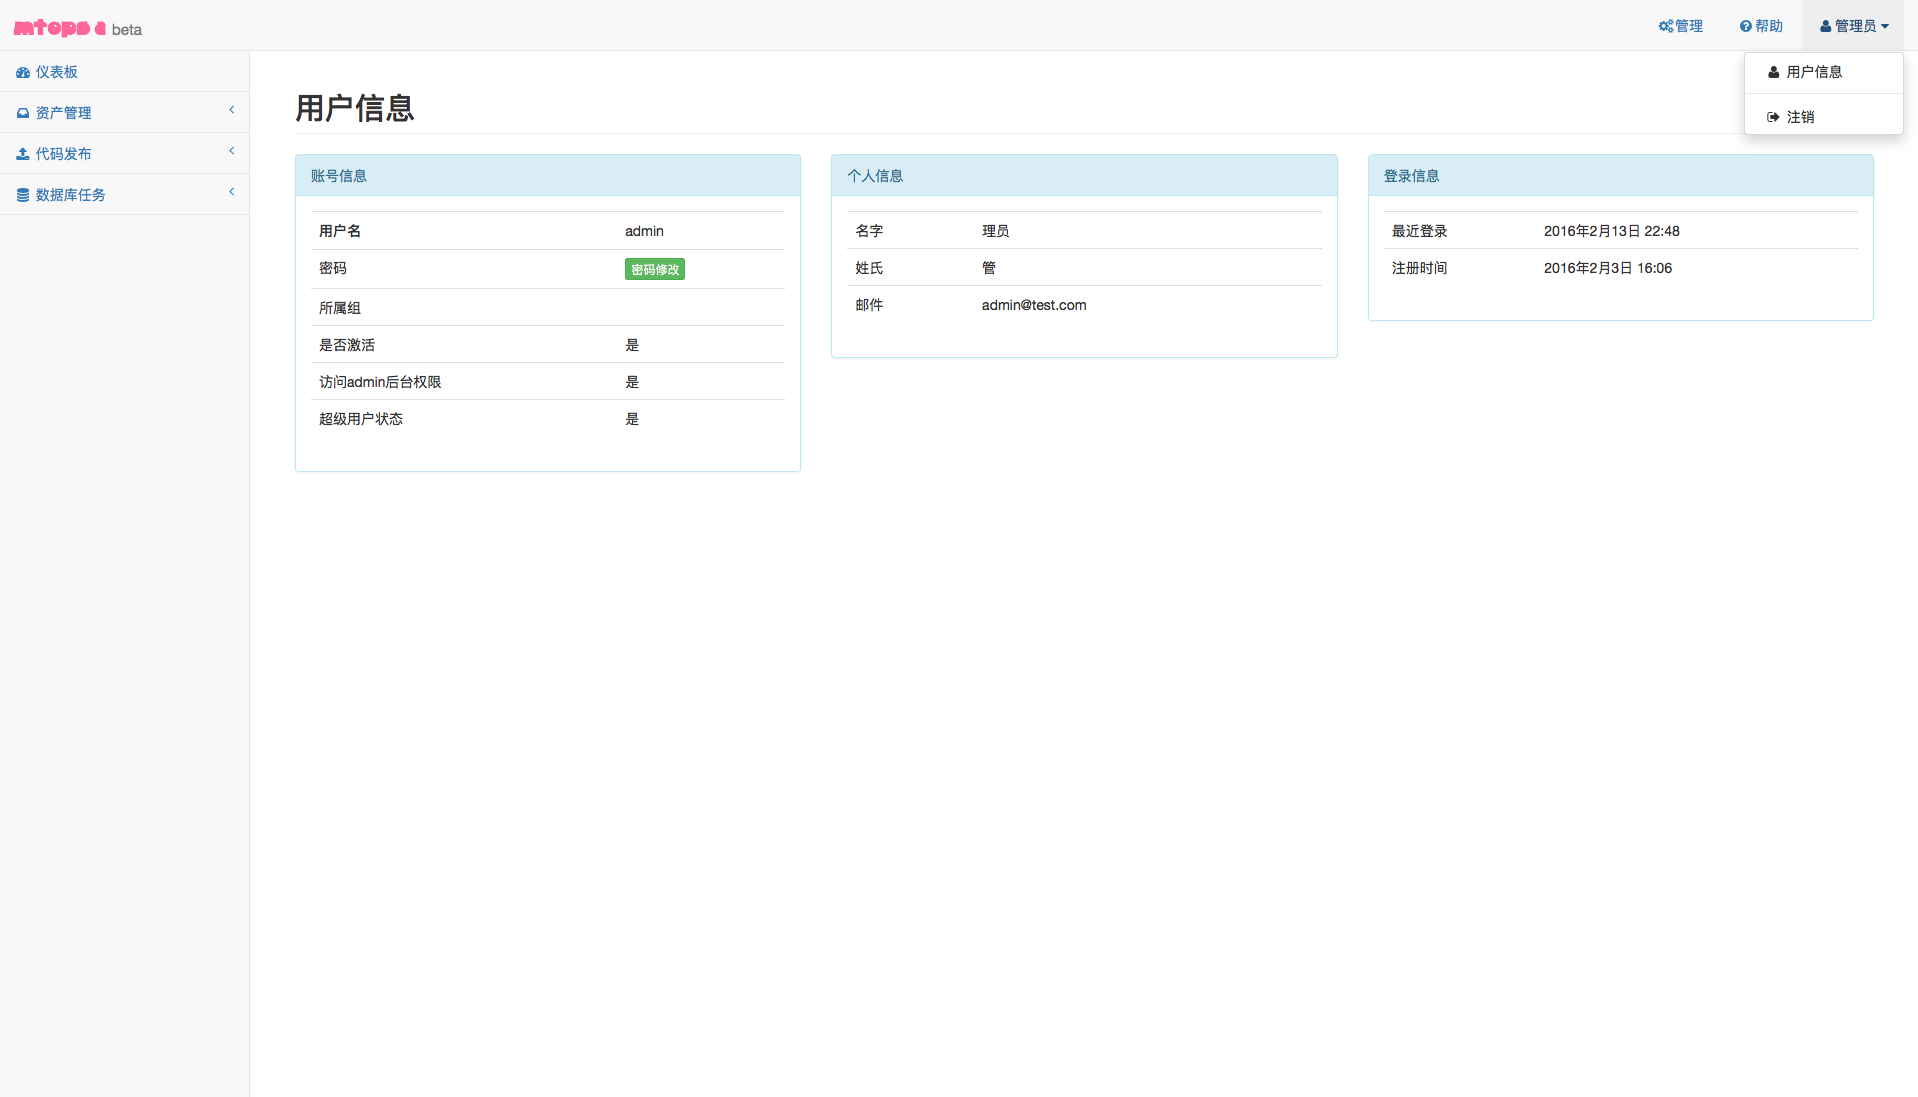 mtops a beta
管理
帮助
管理员
用户信息
注销
仪表板
资产管理
代码发布
数据库任务
用户信息
账号信息
用户名 admin
密码 密码修改
所属组
是否激活 是
访问admin后台权限 是
超级用户状态 是
个人信息
名字 理员
姓氏 管
邮件 admin@test.com
登录信息
最近登录 2016年2月13日 22:48
注册时间 2016年2月3日 16:06